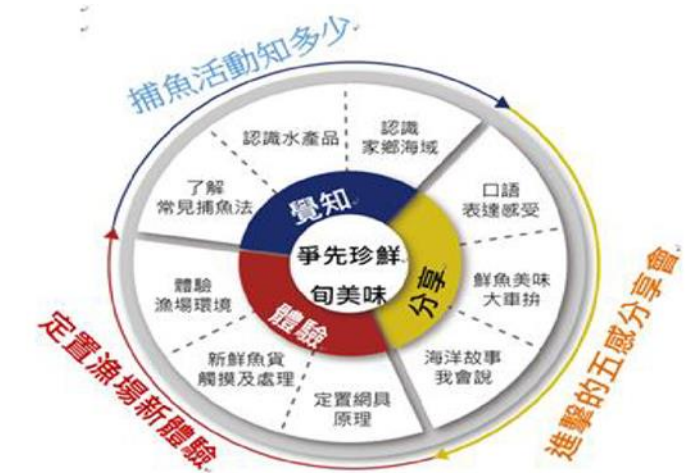 捕魚活動知多少
認識水產品
認識
家鄉海域
了解
常見捕魚法
覺知
口語
表達感受
鮮魚美味
大車拚
海洋故事
我會說
分享
進擊的五感分享會
爭先珍鮮
旬美味
體驗
體驗
漁場環境
新鮮魚貨
觸摸及處理
定置網具
原理
定置漁場新體驗